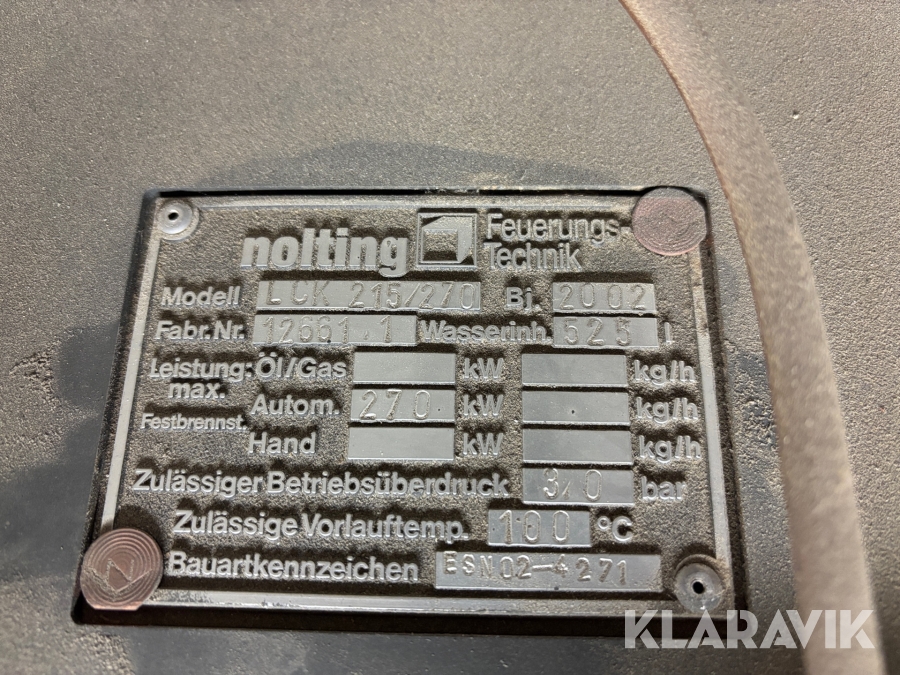 nolting Feuerungs-
Technik
Modell LCK 215/270 Bj. 2002
Fabr.Nr. 12661.1 Wasserinh. 525 l
Leistung: Öl/Gas kW kg/h
max. Autom. 270 kW kg/h
Festbrennst.
Hand kW kg/h
Zulässiger Betriebsüberdruck 3,0 bar
Zulässige Vorlauftemp. 100 °C
Bauartkennzeichen ESN02-4271
KLARAVIK